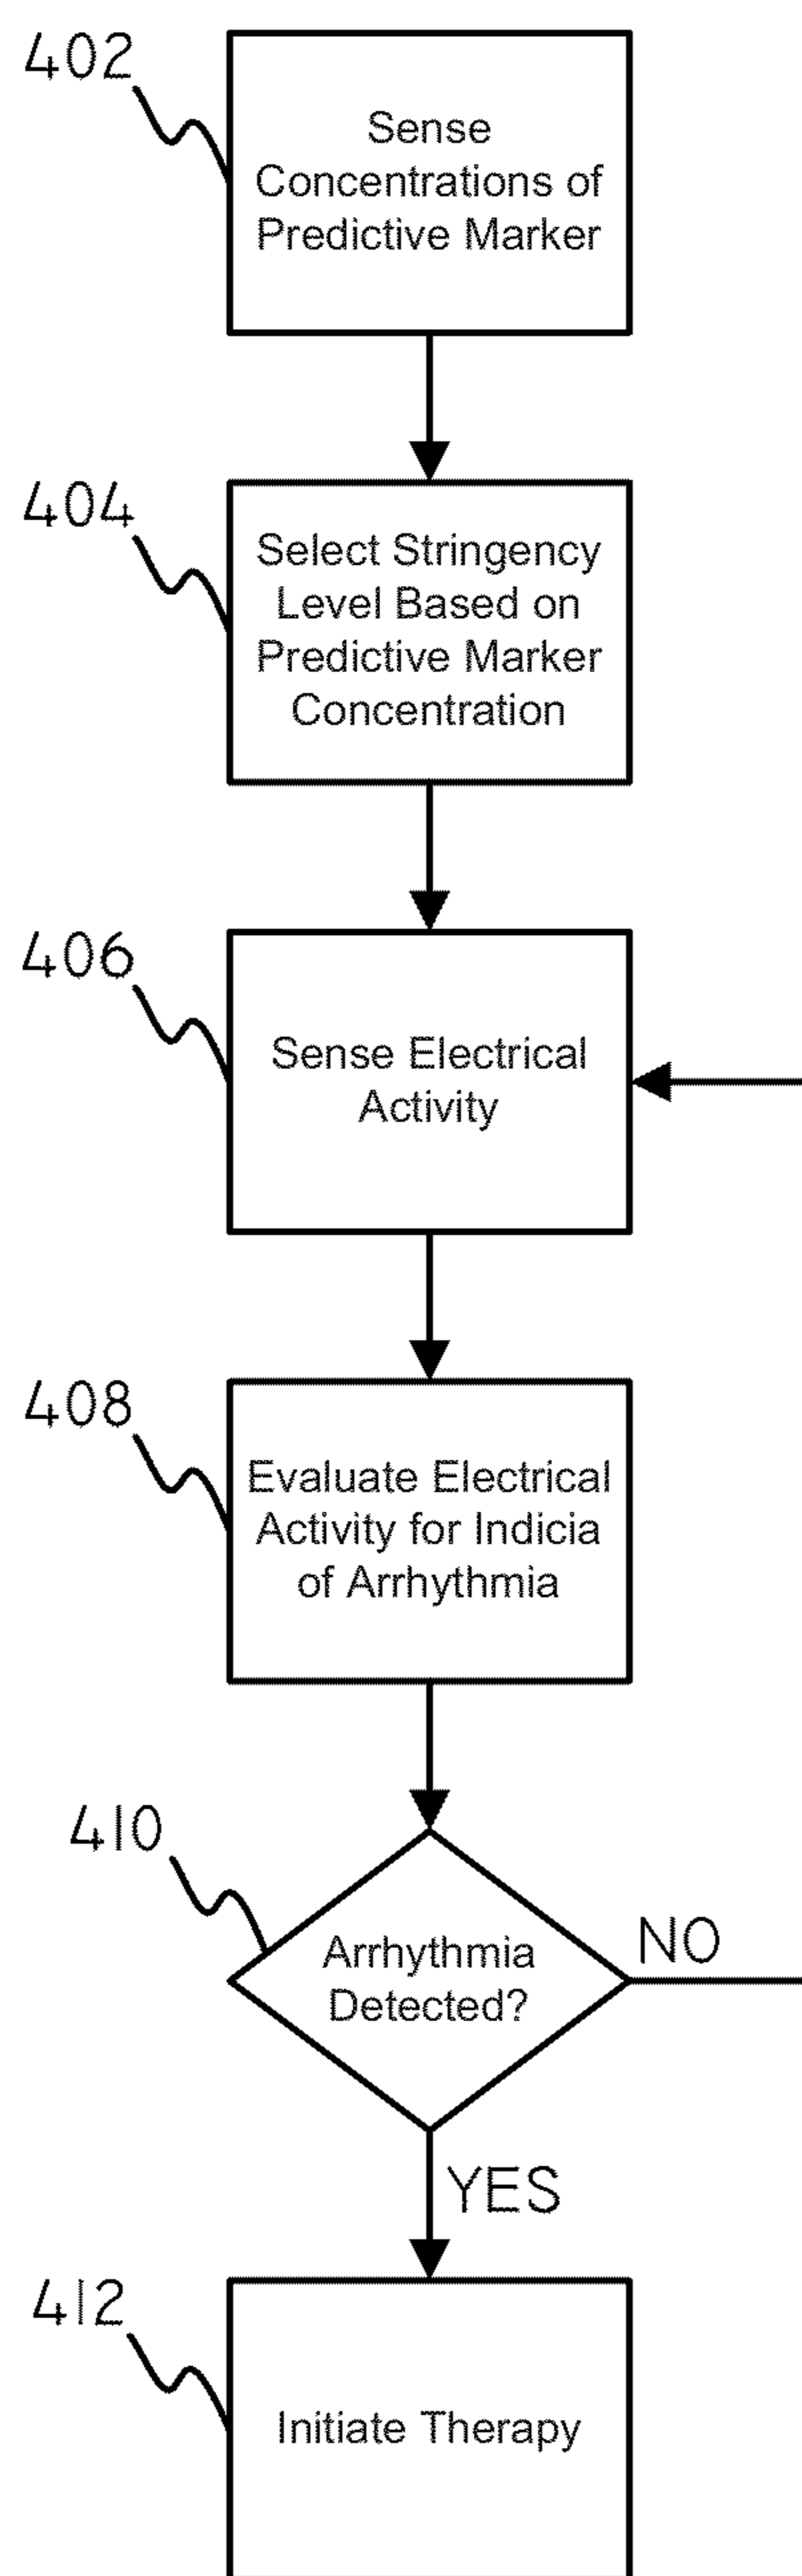 402
Sense
Concentrations of
Predictive Marker
404
Select Stringency
Level Based on
Predictive Marker
Concentration
406
Sense Electrical
Activity
408
Evaluate Electrical
Activity for Indicia
of Arrhythmia
410
Arrhythmia
Detected?
NO
YES
412
Initiate Therapy